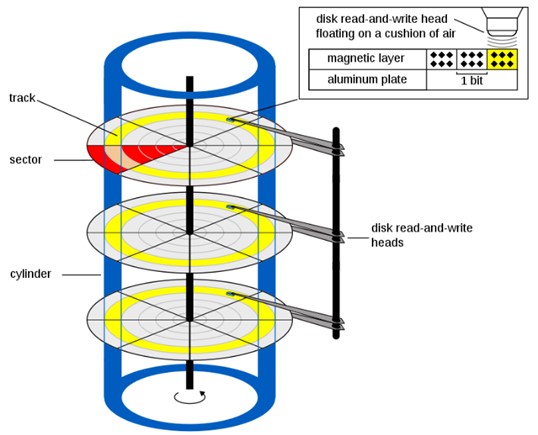 disk read-and-write head
floating on a cushion of air
magnetic layer
aluminum plate
1 bit
track
sector
disk read-and-write
heads
cylinder